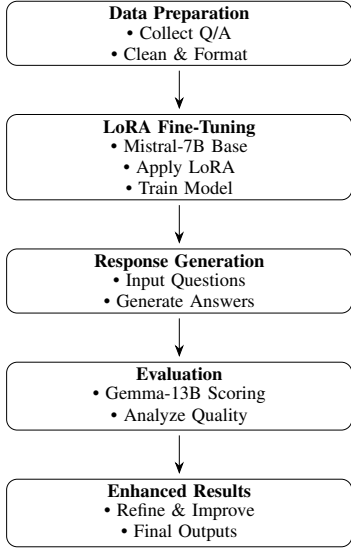 Data Preparation
• Collect Q/A
• Clean & Format
LoRA Fine-Tuning
• Mistral-7B Base
• Apply LoRA
• Train Model
Response Generation
• Input Questions
• Generate Answers
Evaluation
• Gemma-13B Scoring
• Analyze Quality
Enhanced Results
• Refine & Improve
• Final Outputs